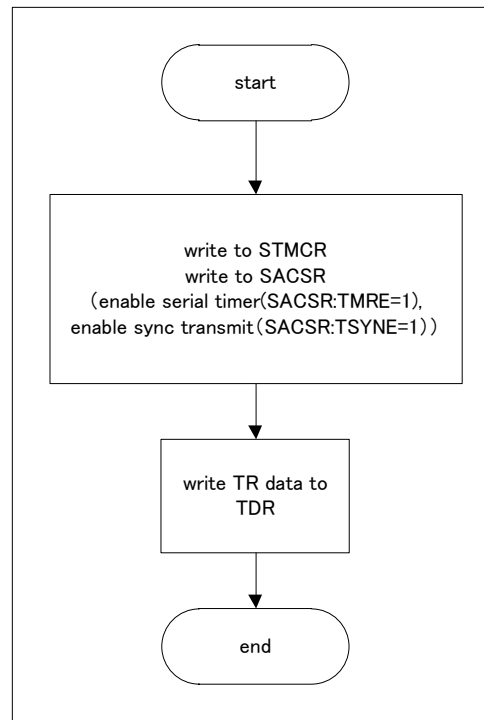 start
write to STMCR
write to SACSR
（enable serial timer(SACSR:TMRE=1),
enable sync transmit（SACSR:TSYNE=1））
write TR data to
TDR
end